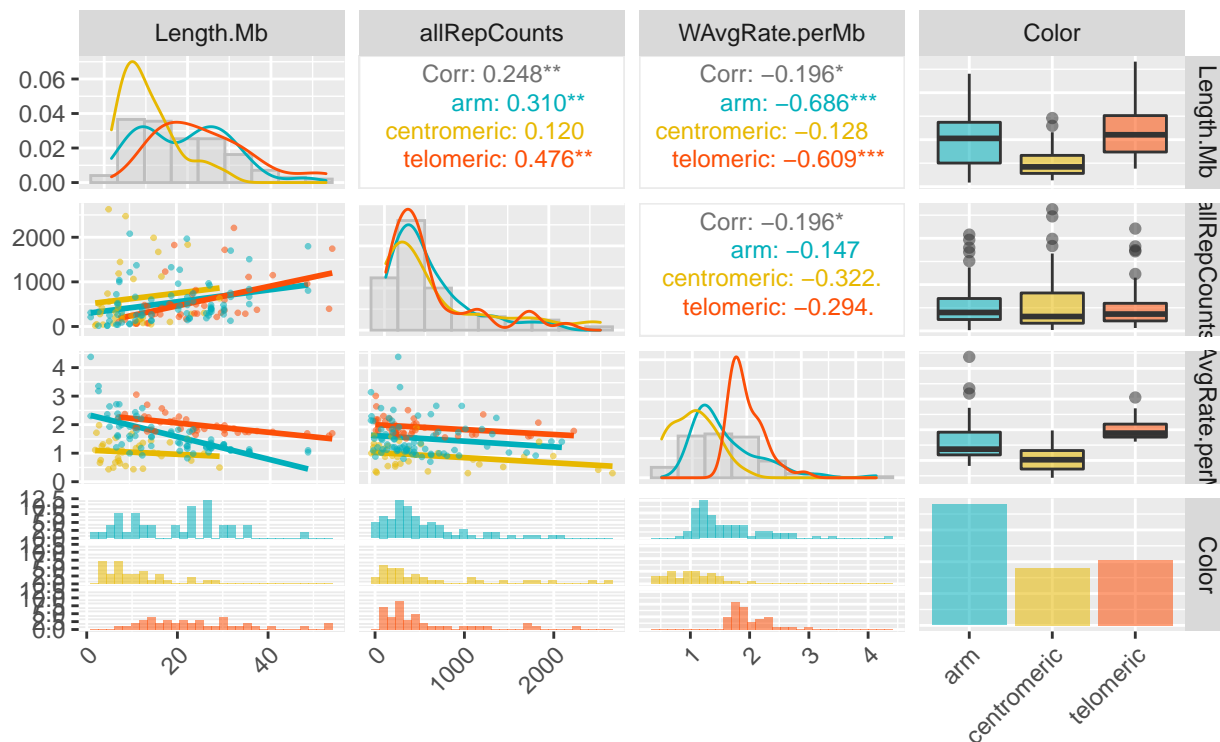 Length.Mb
allRepCounts
WAvgRate.perMb
Color
0.06
0.04
0.02
0.00
Corr: 0.248**
arm: 0.310**
centromeric: 0.120
telomeric: 0.476**
Corr: −0.196*
arm: −0.686***
centromeric: −0.128
telomeric: −0.609***
Length.Mb
2000
1000
0
Corr: −0.196*
arm: −0.147
centromeric: −0.322.
telomeric: −0.294.
allRepCounts
4
3
2
1
0
AvgRate.perM
12.5
Color
0
20
40
0
1000
2000
1
2
3
4
arm
centromeric
telomeric